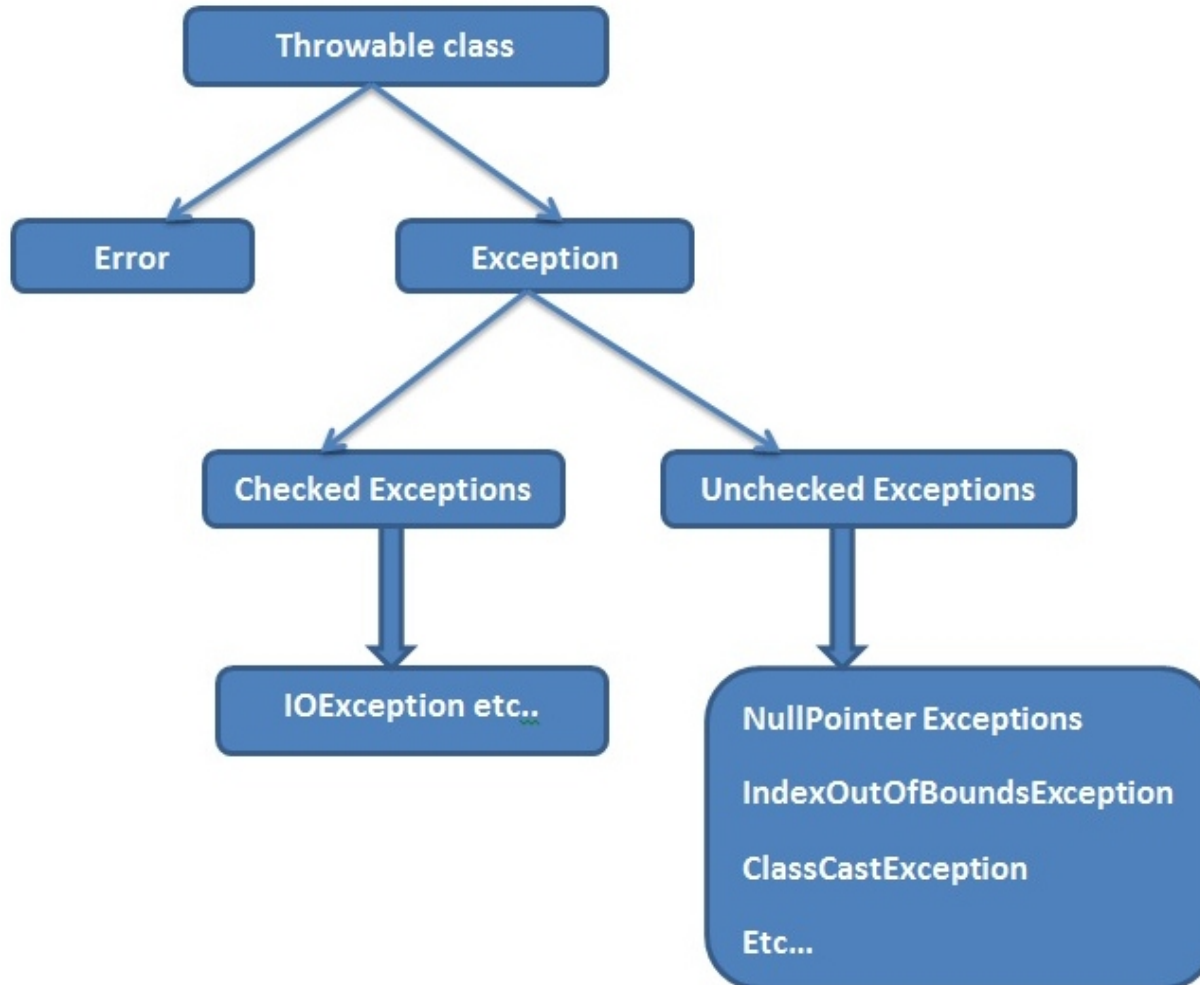 Throwable class
Error
Exception
Checked Exceptions
Unchecked Exceptions
IOException etc..
NullPointer Exceptions
IndexOutOfBoundsException
ClassCastException
Etc...